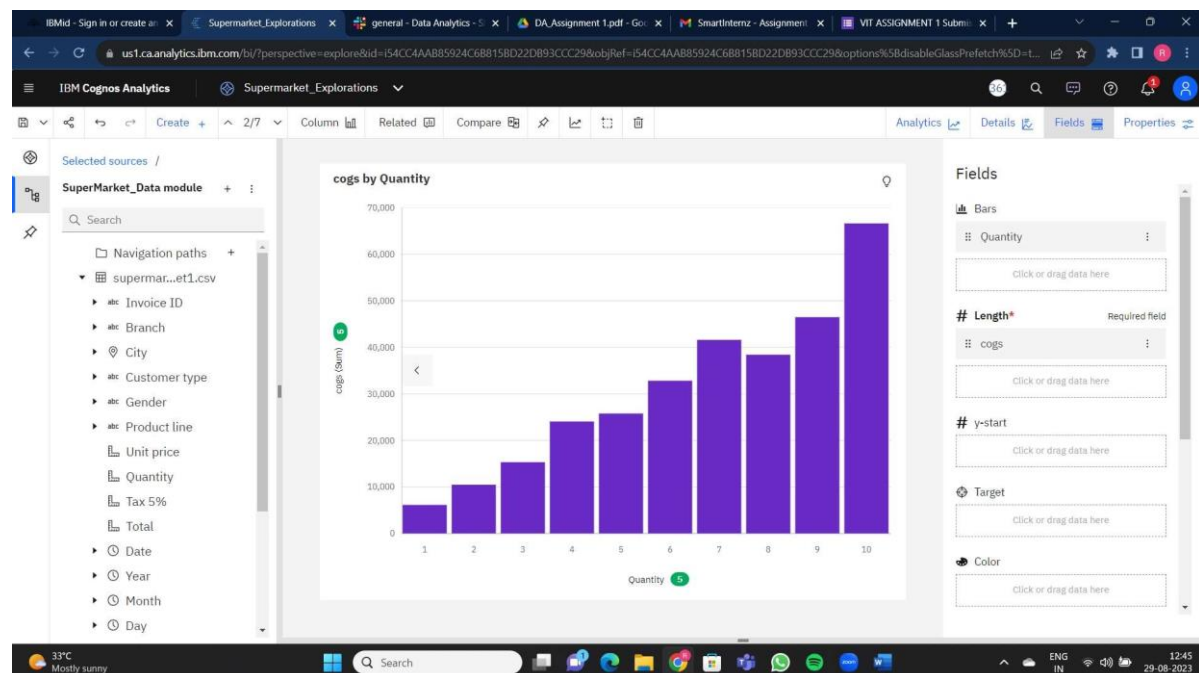 IBMid - Sign in or create an
Supermarket_Explorations
general - Data Analytics - S
DA_Assignment 1.pdf - Goo
SmartInternz - Assignment
VIT ASSIGNMENT 1 Submis
us1.ca.analytics.ibm.com/bi/?perspective=explore&id=i54CC4AAB85924C6B815BD22DB93CCC29&objRef=i54CC4AAB85924C6B815BD22DB93CCC29&options%5BdisableGlassPrefetch%5D=t...
R
IBM Cognos Analytics
Supermarket_Explorations
1
Create +
2/7
Column
Related
Compare
Analytics
Details
Fields
Properties
Selected sources /
SuperMarket_Data module
Search
Navigation paths
supermar...et1.csv
abc Invoice ID
abc Branch
City
abc Customer type
abc Gender
abc Product line
Unit price
Quantity
Tax 5%
Total
Date
Year
Month
Day
cogs by Quantity
70,000
60,000
50,000
40,000
30,000
20,000
10,000
0
cogs (Sum) 5
1 2 3 4 5 6 7 8 9 10
Quantity 5
Fields
Bars
Quantity
Click or drag data here
# Length* Required field
cogs
Click or drag data here
# y-start
Click or drag data here
Target
Click or drag data here
Color
Click or drag data here
33°C
Mostly sunny
Search
ENG
IN
12:45
29-08-2023